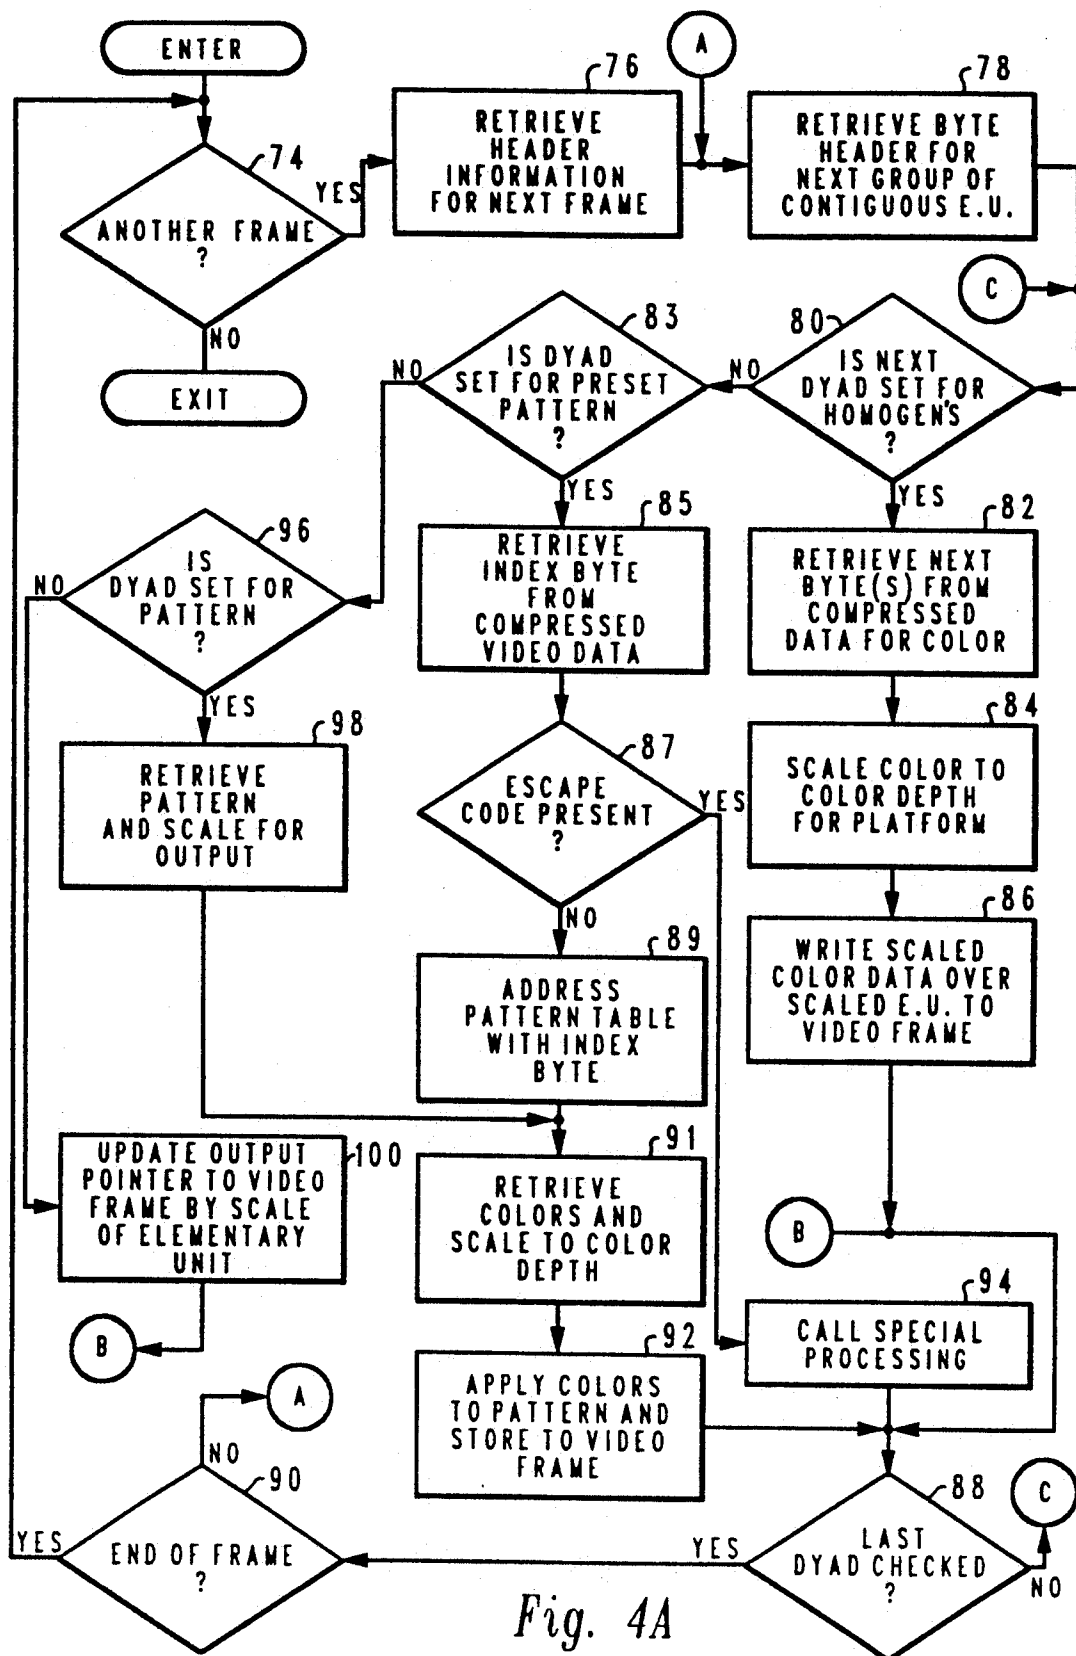 ENTER
74
ANOTHER FRAME
?
YES
NO
EXIT
76
RETRIEVE
HEADER
INFORMATION
FOR NEXT FRAME
A
78
RETRIEVE BYTE
HEADER FOR
NEXT GROUP OF
CONTIGUOUS E.U.
C
80
IS NEXT
DYAD SET FOR
HOMOGEN'S
?
NO
YES
83
IS DYAD
SET FOR PRESET
PATTERN
?
NO
YES
82
RETRIEVE NEXT
BYTE(S) FROM
COMPRESSED
DATA FOR COLOR
84
SCALE COLOR TO
COLOR DEPTH
FOR PLATFORM
86
WRITE SCALED
COLOR DATA OVER
SCALED E.U. TO
VIDEO FRAME
85
RETRIEVE
INDEX BYTE
FROM
COMPRESSED
VIDEO DATA
87
ESCAPE
CODE PRESENT
?
YES
NO
89
ADDRESS
PATTERN TABLE
WITH INDEX
BYTE
91
RETRIEVE
COLORS AND
SCALE TO COLOR
DEPTH
92
APPLY COLORS
TO PATTERN AND
STORE TO VIDEO
FRAME
96
IS
DYAD SET FOR
PATTERN
?
NO
YES
98
RETRIEVE
PATTERN
AND SCALE FOR
OUTPUT
100
UPDATE OUTPUT
POINTER TO VIDEO
FRAME BY SCALE
OF ELEMENTARY
UNIT
B
B
94
CALL SPECIAL
PROCESSING
88
LAST
DYAD CHECKED
?
NO
C
YES
90
END OF FRAME
?
NO
A
YES
Fig. 4A